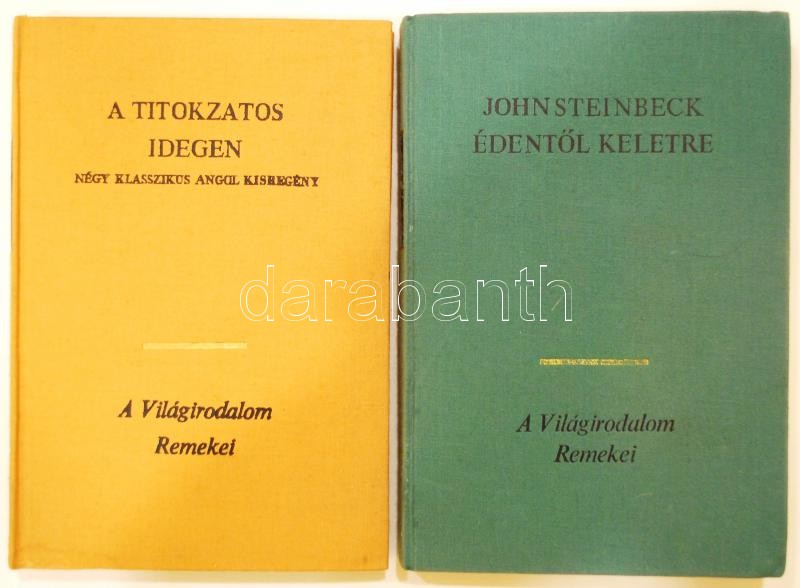 A TITOKZATOS
IDEGEN
NÉGY KLASSZIKUS ANGOL KISREGÉNY
A Világirodalom
Remekei
JOHN STEINBECK
ÉDENTŐL KELETRE
A Világirodalom
Remekei
darabanth